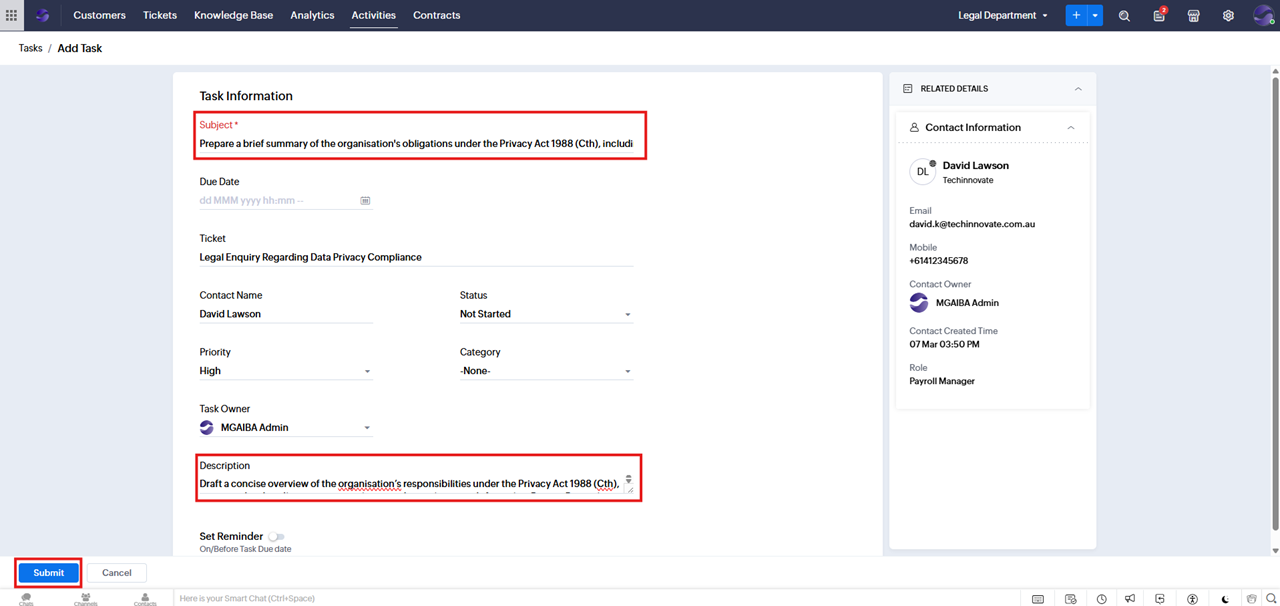 Customers Tickets Knowledge Base Analytics Activities Contracts Legal Department 2
Tasks / Add Task
Task Information
Subject *
Prepare a brief summary of the organisation's obligations under the Privacy Act 1988 (Cth), includi
Due Date
dd MMM yyyy hh:mm --
Ticket
Legal Enquiry Regarding Data Privacy Compliance
Contact Name Status
David Lawson Not Started
Priority Category
High -None-
Task Owner
MGAIBA Admin
Description
Draft a concise overview of the organisation's responsibilities under the Privacy Act 1988 (Cth),
Set Reminder
On/Before Task Due date
Submit Cancel
RELATED DETAILS
Contact Information
DL
David Lawson
Techinnovate
Email
david.k@techinnovate.com.au
Mobile
+61412345678
Contact Owner
MGAIBA Admin
Contact Created Time
07 Mar 03:50 PM
Role
Payroll Manager
Chats Channels Contacts Here is your Smart Chat (Ctrl+Space)